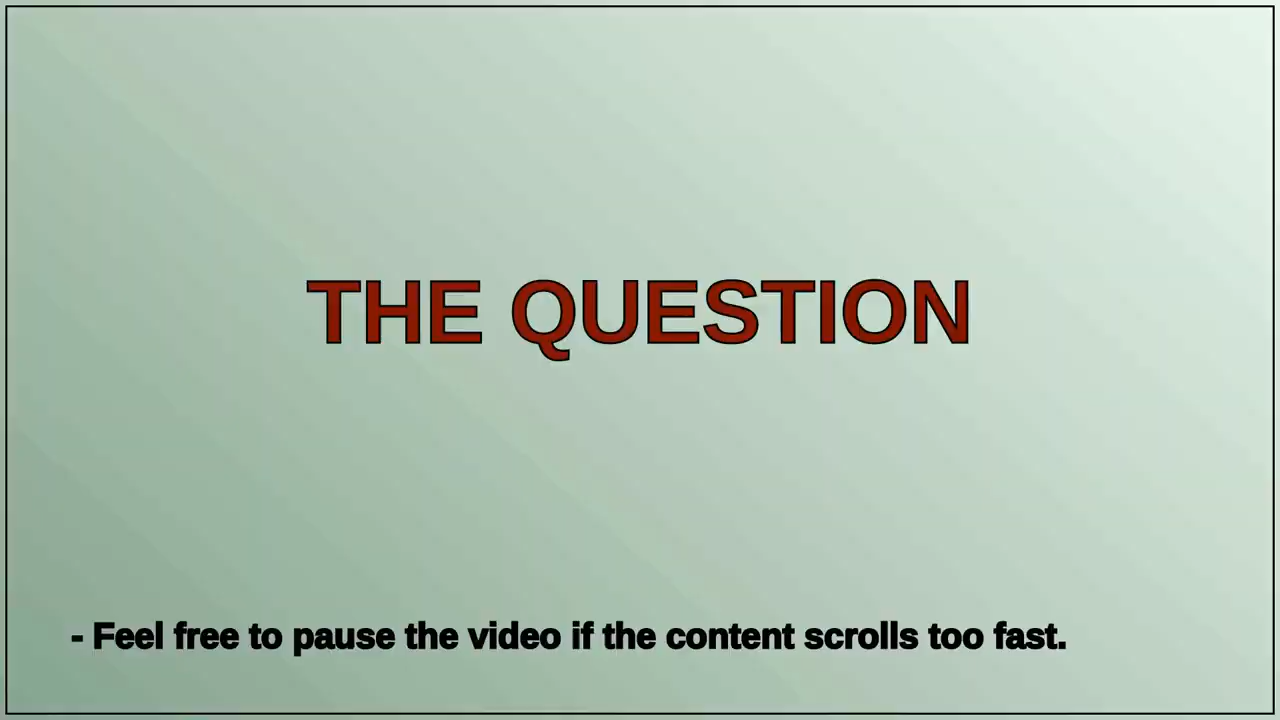 THE QUESTION
- Feel free to pause the video if the content scrolls too fast.